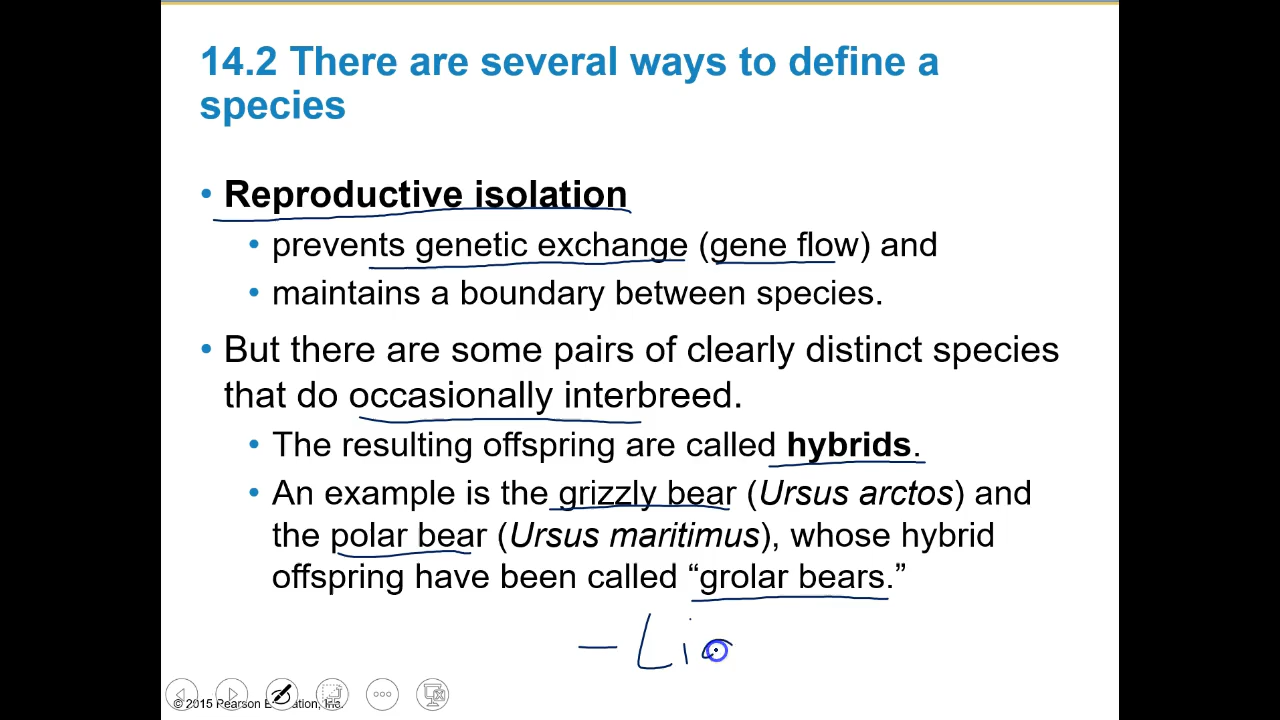 14.2 There are several ways to define a
species
• Reproductive isolation
• prevents genetic exchange (gene flow) and
• maintains a boundary between species.
• But there are some pairs of clearly distinct species
that do occasionally interbreed.
• The resulting offspring are called hybrids.
• An example is the grizzly bear (Ursus arctos) and
the polar bear (Ursus maritimus), whose hybrid
offspring have been called “grolar bears.”
© 2015 Pearson Inc.